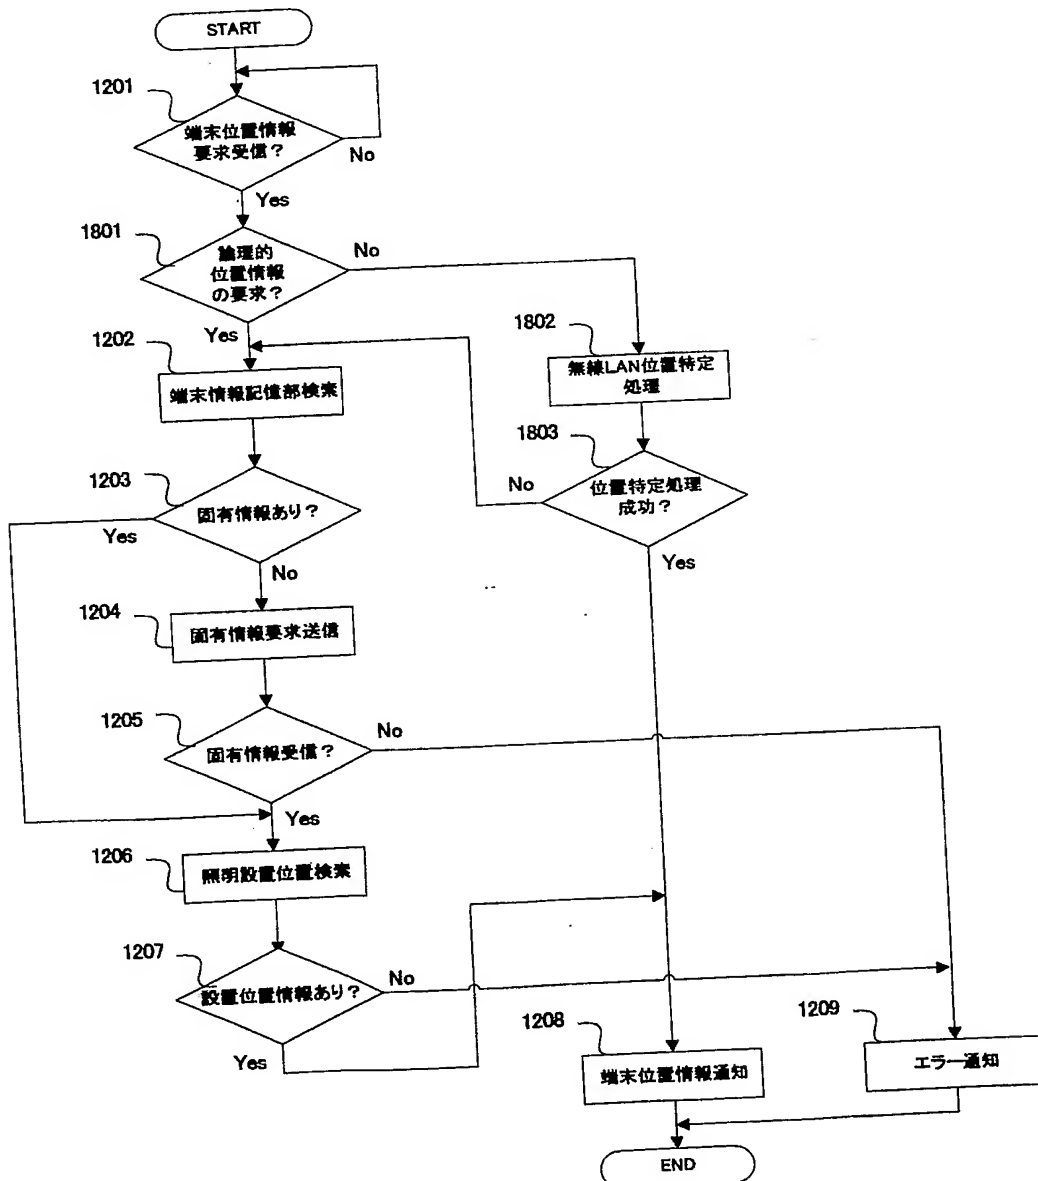 START
1201
端末位置情報
要求受信？
No
Yes
1801
論理的
位置情報
の要求？
No
Yes
1202
端末情報記憶部検索
1802
無線LAN位置特定
処理
1803
位置特定処理
成功？
No
Yes
1203
固有情報あり？
Yes
No
1204
固有情報要求送信
1205
固有情報受信？
No
Yes
1206
照明設置位置検索
1207
設置位置情報あり？
No
Yes
1208
端末位置情報通知
1209
エラー通知
END